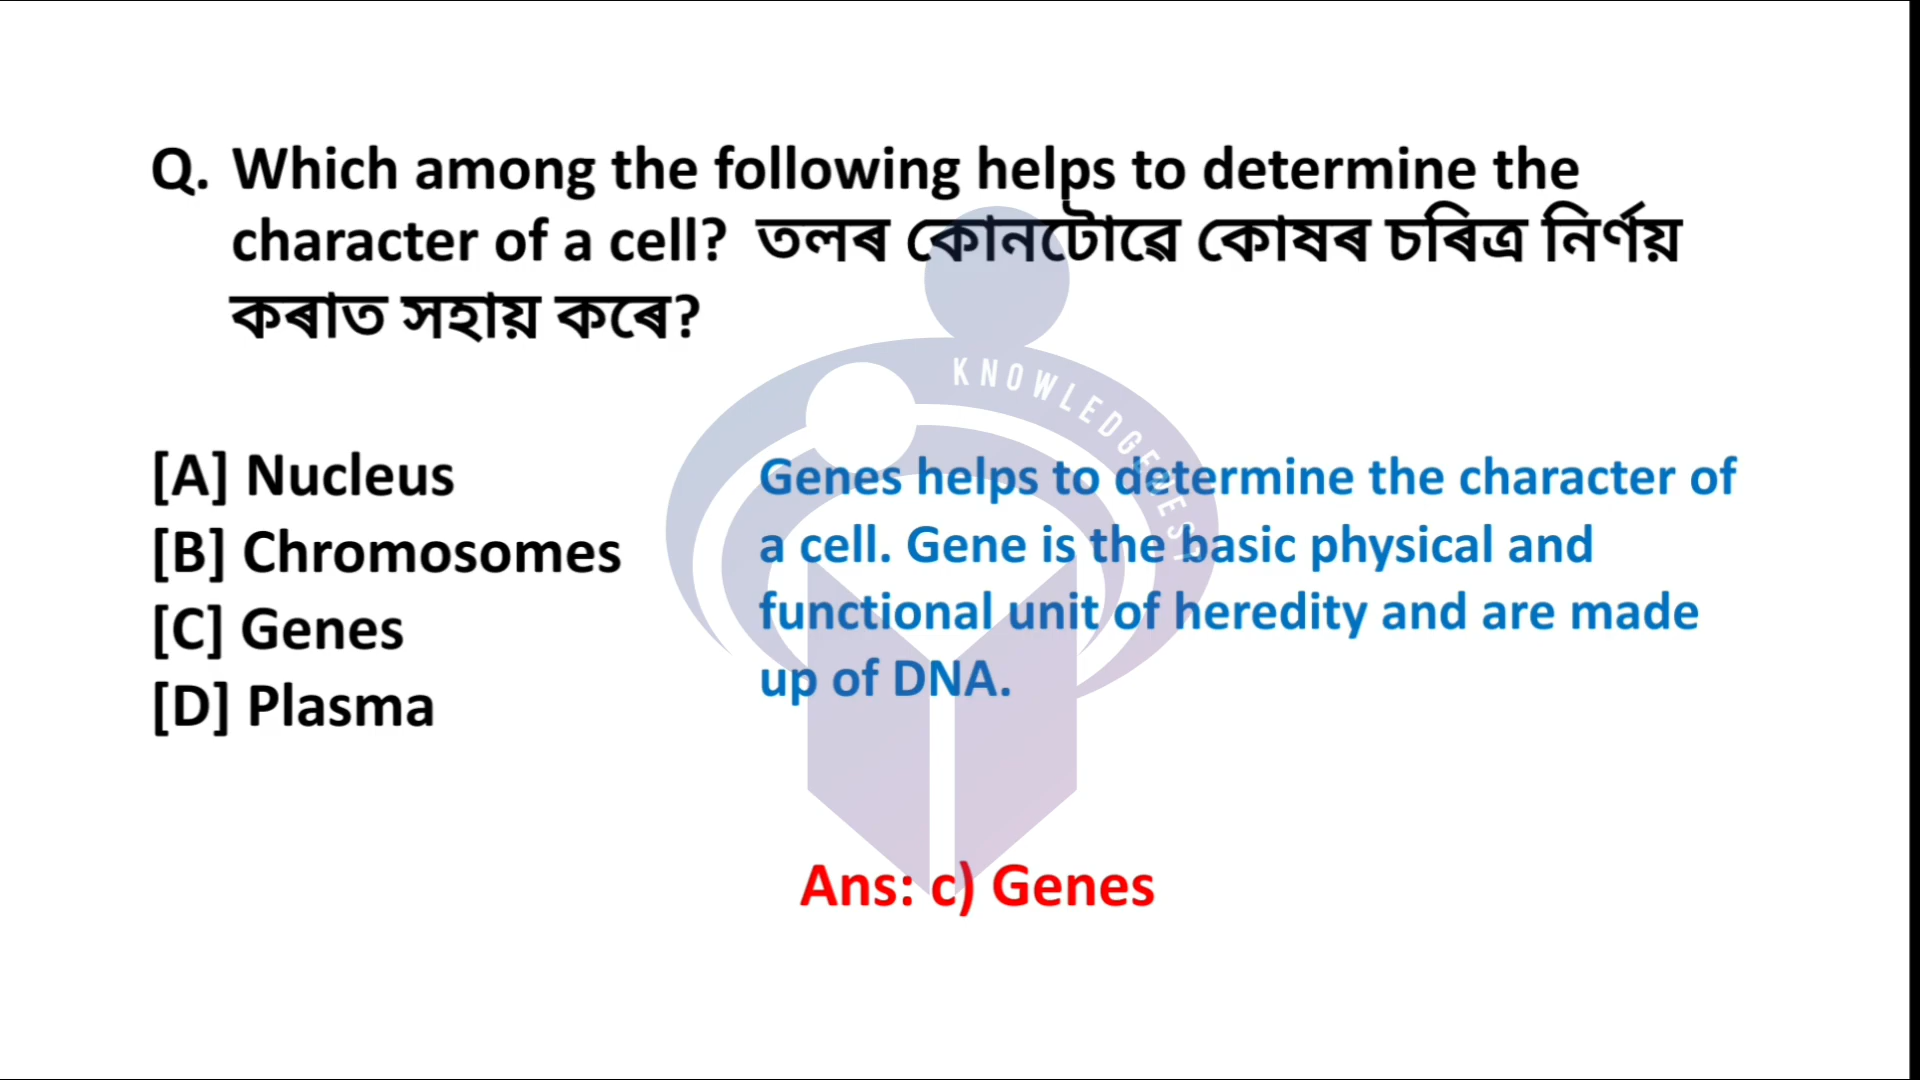 Q. Which among the following helps to determine the
character of a cell? তলৰ কোনটোৱে কোষৰ চৰিত্ৰ নিৰ্ণয়
কৰাত সহায় কৰে?
[A] Nucleus
[B] Chromosomes
[C] Genes
[D] Plasma
Genes helps to determine the character of
a cell. Gene is the basic physical and
functional unit of heredity and are made
up of DNA.
Ans: c) Genes